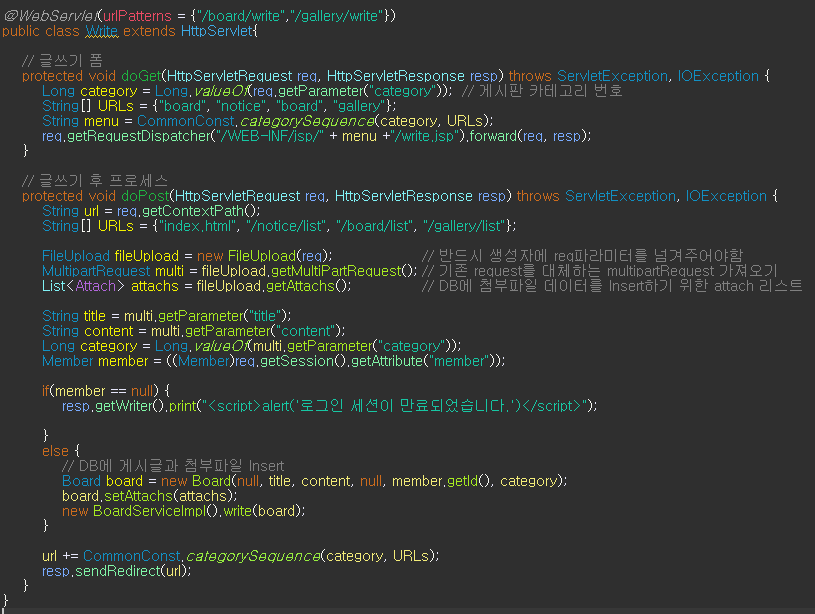 @WebServlet(urlPatterns = {"/board/write","/gallery/write"})
public class Write extends HttpServlet{
// 글쓰기 폼
protected void doGet(HttpServletRequest req, HttpServletResponse resp) throws ServletException, IOException {
Long category = Long.valueOf(req.getParameter("category")); // 게시판 카테고리 번호
String[] URLs = {"board", "notice", "board", "gallery"};
String menu = CommonConst.categorySequence(category, URLs);
req.getRequestDispatcher("/WEB-INF/jsp/" + menu +"/write.jsp").forward(req, resp);
}
// 글쓰기 후 프로세스
protected void doPost(HttpServletRequest req, HttpServletResponse resp) throws ServletException, IOException {
String url = req.getContextPath();
String[] URLs = {"index.html", "/notice/list", "/board/list", "/gallery/list"};
FileUpload fileUpload = new FileUpload(req); // 반드시 생성자에 req파라미터를 넘겨주어야함
MultipartRequest multi = fileUpload.getMultiPartRequest(); // 기존 request를 대체하는 multipartRequest 가져오기
List<Attach> attachs = fileUpload.getAttachs(); // DB에 첨부파일 데이터를 Insert하기 위한 attach 리스트
String title = multi.getParameter("title");
String content = multi.getParameter("content");
Long category = Long.valueOf(multi.getParameter("category"));
Member member = ((Member)req.getSession().getAttribute("member"));
if(member == null) {
resp.getWriter().print("<script>alert('로그인 세션이 만료되었습니다.')</script>");
}
else {
// DB에 게시글과 첨부파일 Insert
Board board = new Board(null, title, content, null, member.getId(), category);
board.setAttachs(attachs);
new BoardServiceImpl().write(board);
}
url += CommonConst.categorySequence(category, URLs);
resp.sendRedirect(url);
}
}